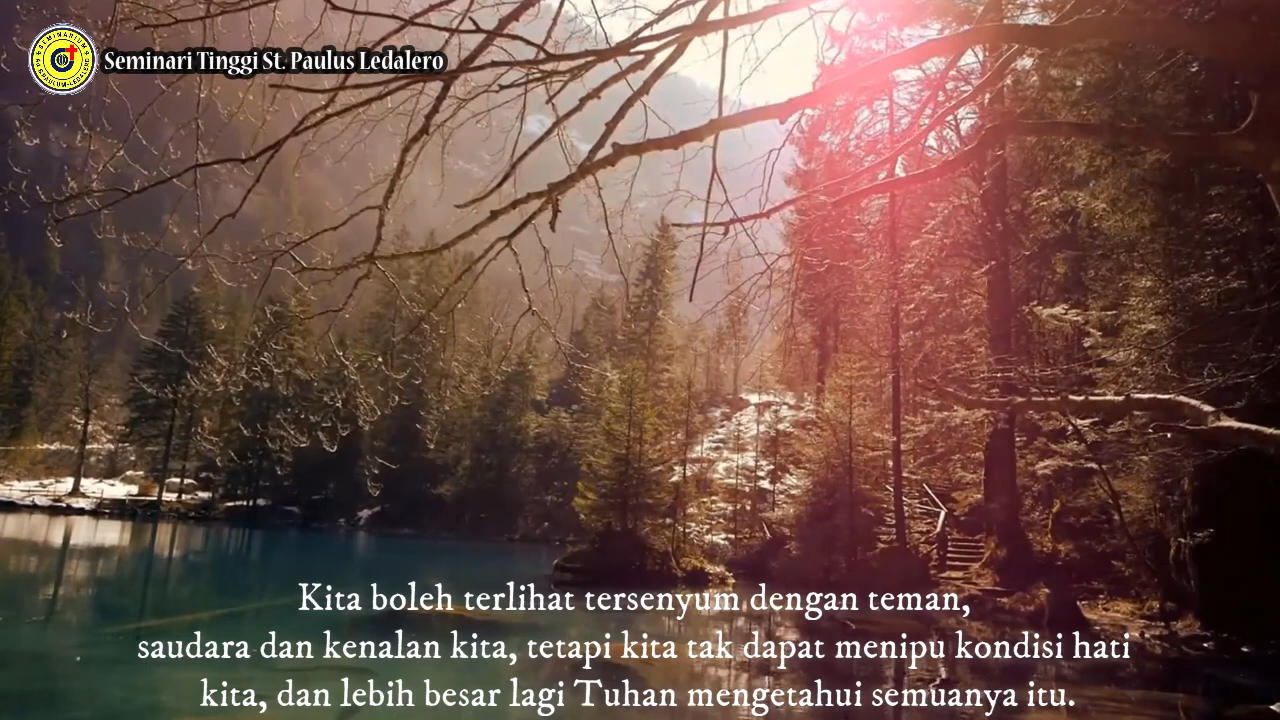 Seminari Tinggi St. Paulus Ledalero
Kita boleh terlihat tersenyum dengan teman,
saudara dan kenalan kita, tetapi kita tak dapat menipu kondisi hati
kita, dan lebih besar lagi Tuhan mengetahui semuanya itu.